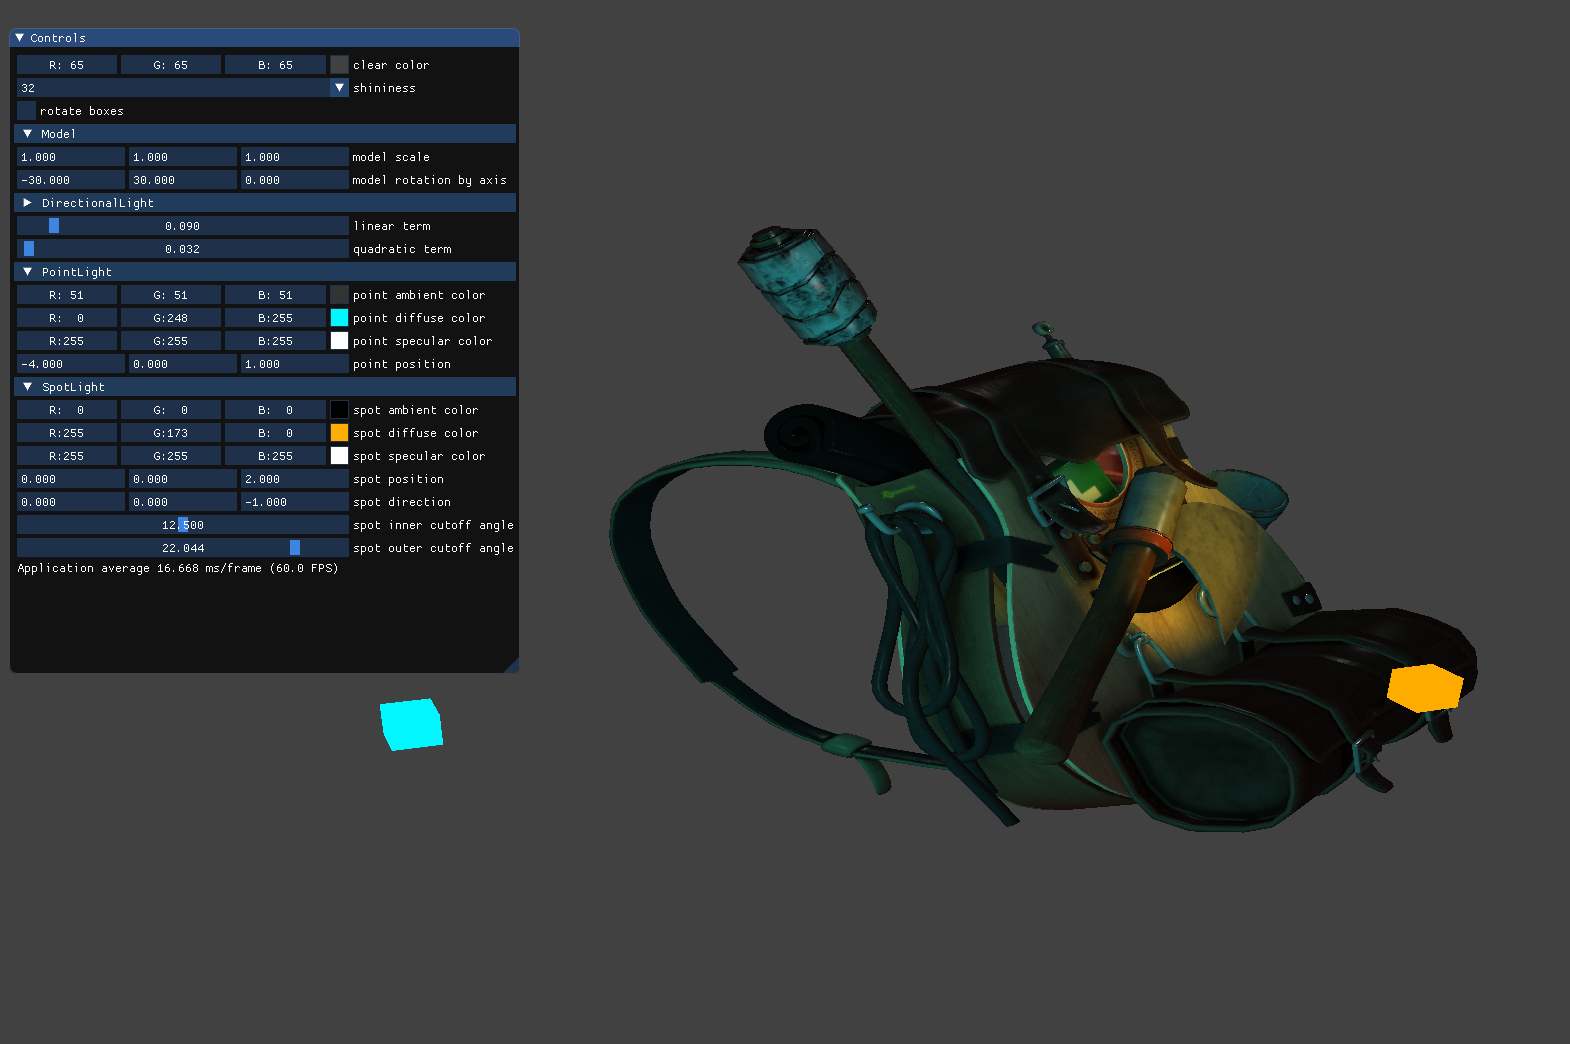 Controls
R: 65 G: 65 B: 65 clear color
32 shininess
rotate boxes
Model
1.000 1.000 1.000 model scale
-30.000 30.000 0.000 model rotation by axis
DirectionalLight
0.090 linear term
0.032 quadratic term
PointLight
R: 51 G: 51 B: 51 point ambient color
R: 0 G:248 B:255 point diffuse color
R:255 G:255 B:255 point specular color
-4.000 0.000 1.000 point position
SpotLight
R: 0 G: 0 B: 0 spot ambient color
R:255 G:173 B: 0 spot diffuse color
R:255 G:255 B:255 spot specular color
0.000 0.000 2.000 spot position
0.000 0.000 -1.000 spot direction
12.500 spot inner cutoff angle
22.044 spot outer cutoff angle
Application average 16.668 ms/frame (60.0 FPS)